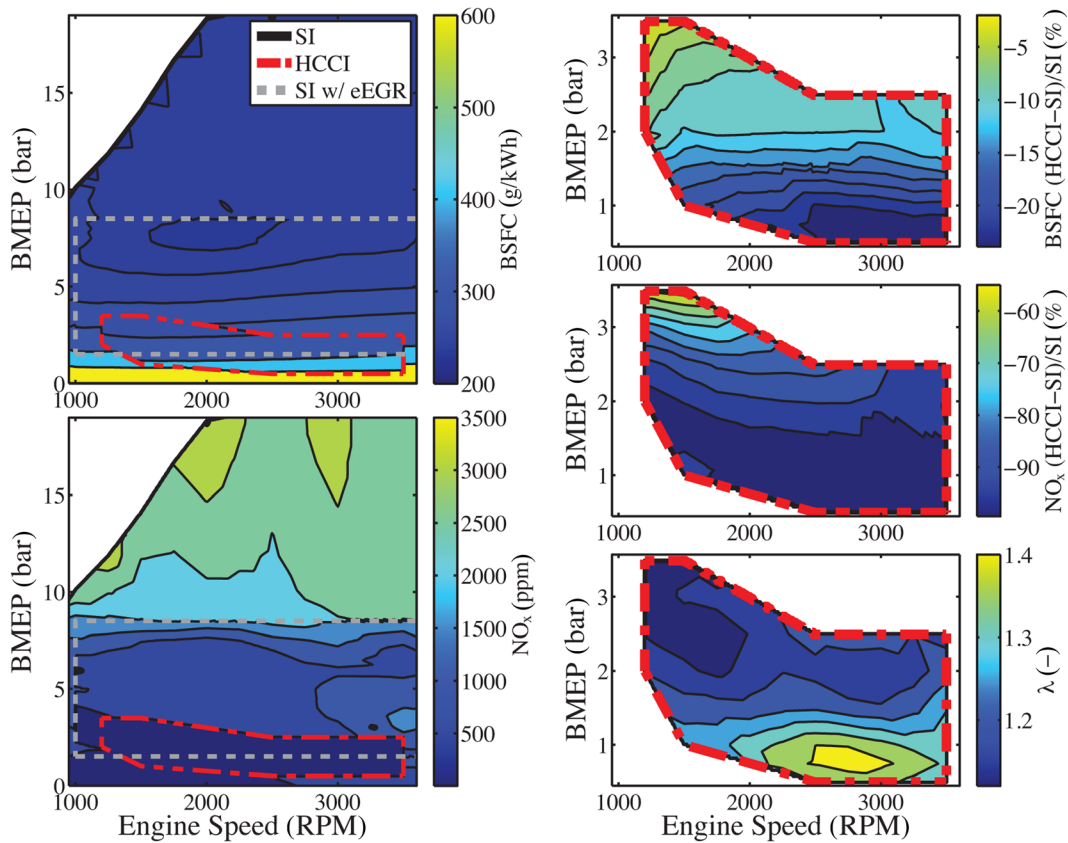 SI
HCCI
SI w/ eEGR
BMEP (bar)
15
10
5
0
1000 2000 3000
600
500
400
300
200
BSFC (g/kWh)
BMEP (bar)
3
2
1
1000 2000 3000
−5
−10
−15
−20
BSFC (HCCI−SI)/SI (%)
BMEP (bar)
3
2
1
1000 2000 3000
−60
−70
−80
−90
NOx (HCCI−SI)/SI (%)
BMEP (bar)
15
10
5
0
1000 2000 3000
Engine Speed (RPM)
3500
3000
2500
2000
1500
1000
500
NOx (ppm)
BMEP (bar)
3
2
1
1000 2000 3000
Engine Speed (RPM)
1.4
1.3
1.2
λ (−)